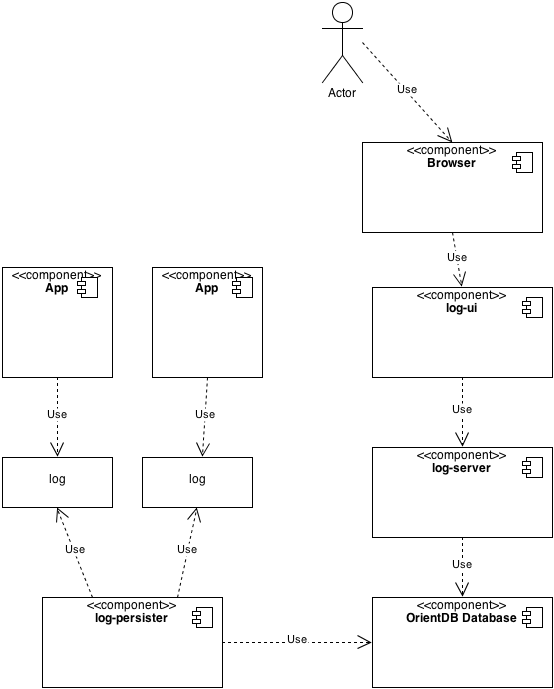 Actor
Use
<<component>>
Browser
Use
<<component>>
App
<<component>>
App
<<component>>
log-ui
Use
Use
Use
<<component>>
log-server
log
log
Use
Use
Use
<<component>>
log-persister
<<component>>
OrientDB Database
Use